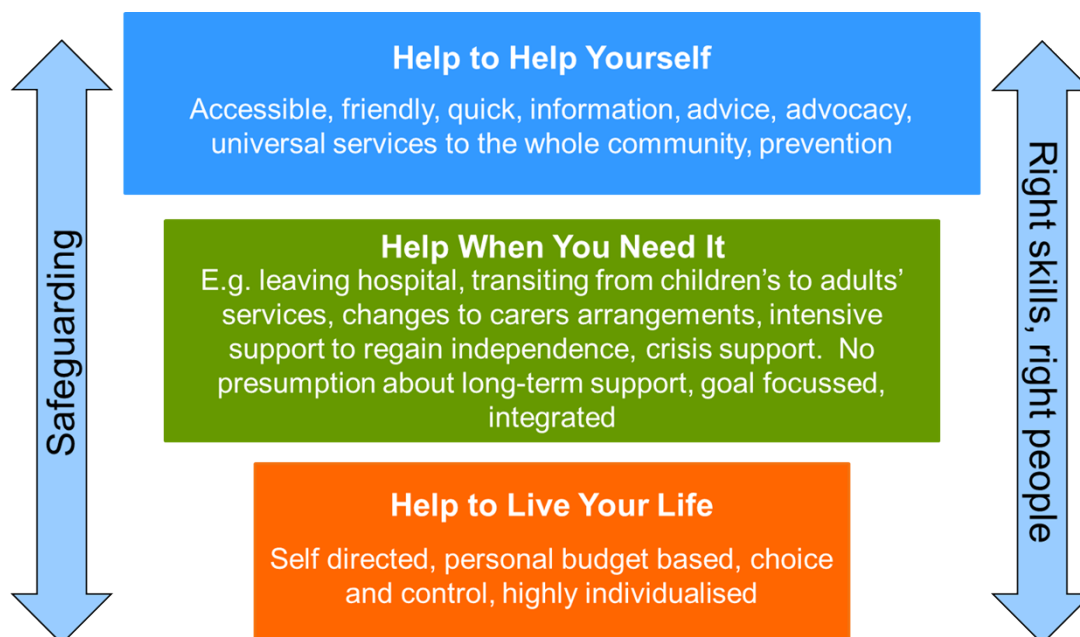 Help to Help Yourself
Accessible, friendly, quick, information, advice, advocacy,
universal services to the whole community, prevention
Safeguarding
Right skills, right people
Help When You Need It
E.g. leaving hospital, transiting from children’s to adults’
services, changes to carers arrangements, intensive
support to regain independence, crisis support.  No
presumption about long-term support, goal focussed,
integrated
Help to Live Your Life
Self directed, personal budget based, choice
and control, highly individualised